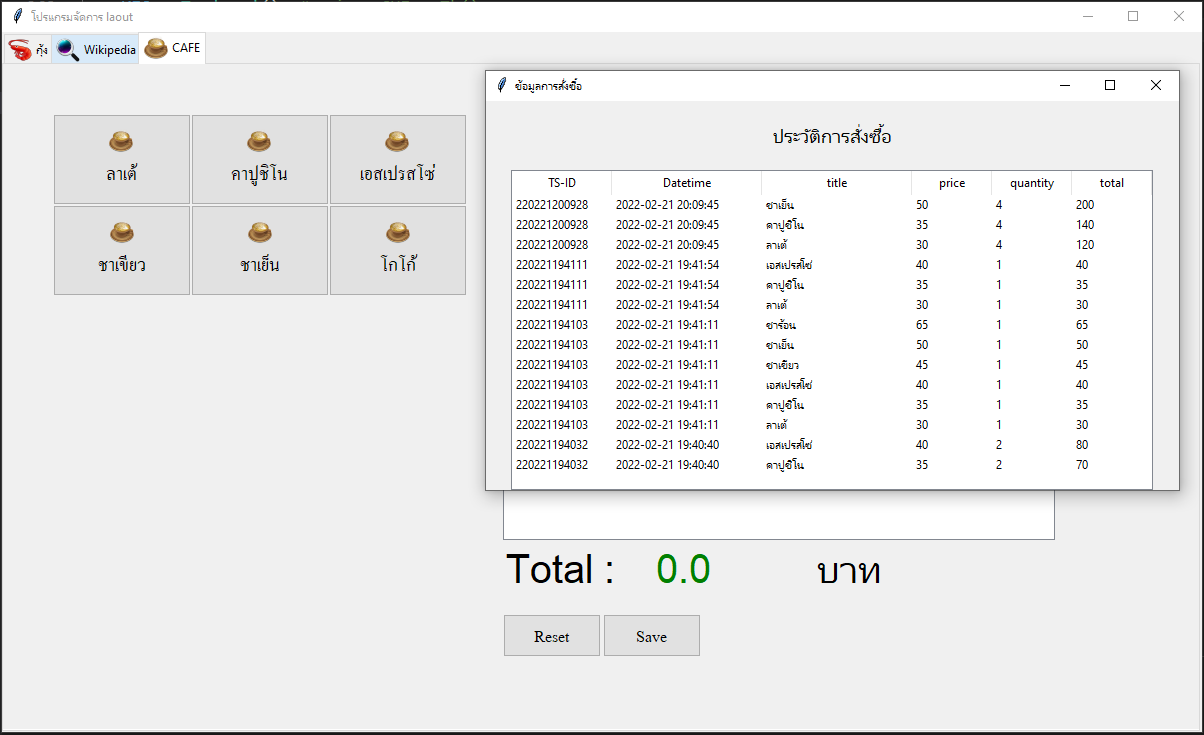 โปรแกรมจัดการ laout
กุ้ง Wikipedia CAFE
ลาเต้ คาปูชิโน เอสเปรสโซ่
ชาเขียว ชาเย็น โกโก้
ข้อมูลการสั่งซื้อ
ประวัติการสั่งซื้อ
TS-ID Datetime title price quantity total
220221200928 2022-02-21 20:09:45 ชาเย็น 50 4 200
220221200928 2022-02-21 20:09:45 คาปูชิโน 35 4 140
220221200928 2022-02-21 20:09:45 ลาเต้ 30 4 120
220221194111 2022-02-21 19:41:54 เอสเปรสโซ่ 40 1 40
220221194111 2022-02-21 19:41:54 คาปูชิโน 35 1 35
220221194111 2022-02-21 19:41:54 ลาเต้ 30 1 30
220221194103 2022-02-21 19:41:11 ชาร้อน 65 1 65
220221194103 2022-02-21 19:41:11 ชาเย็น 50 1 50
220221194103 2022-02-21 19:41:11 ชาเขียว 45 1 45
220221194103 2022-02-21 19:41:11 เอสเปรสโซ่ 40 1 40
220221194103 2022-02-21 19:41:11 คาปูชิโน 35 1 35
220221194103 2022-02-21 19:41:11 ลาเต้ 30 1 30
220221194032 2022-02-21 19:40:40 เอสเปรสโซ่ 40 2 80
220221194032 2022-02-21 19:40:40 คาปูชิโน 35 2 70
Total : 0.0 บาท
Reset Save